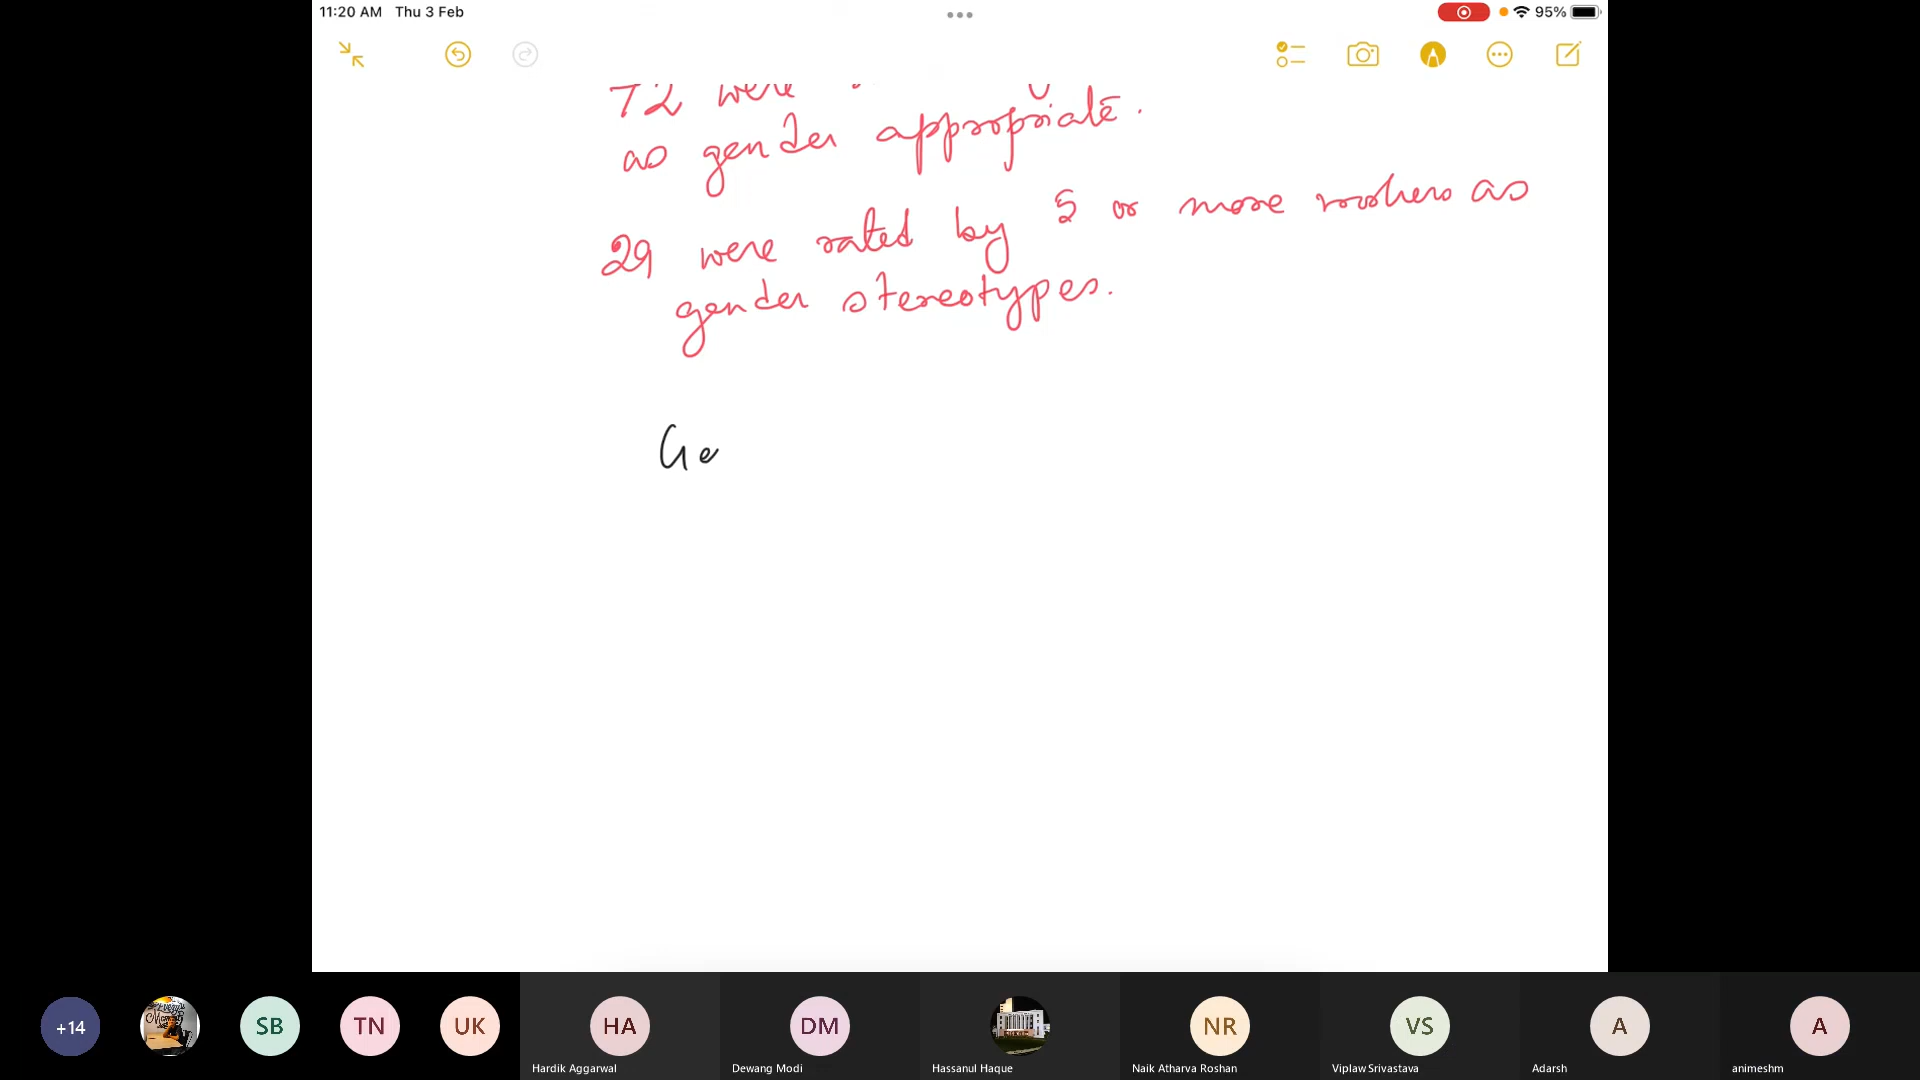 11:20 AM Thu 3 Feb
95%
72 were
as gender appropriate.
29 were rated by 5 or more workers as
gender stereotypes.
Ge
+14
SB
TN
UK
HA
DM
NR
VS
A
A
Hardik Aggarwal
Dewang Modi
Hassanul Haque
Naik Atharva Roshan
Viplaw Srivastava
Adarsh
animeshm